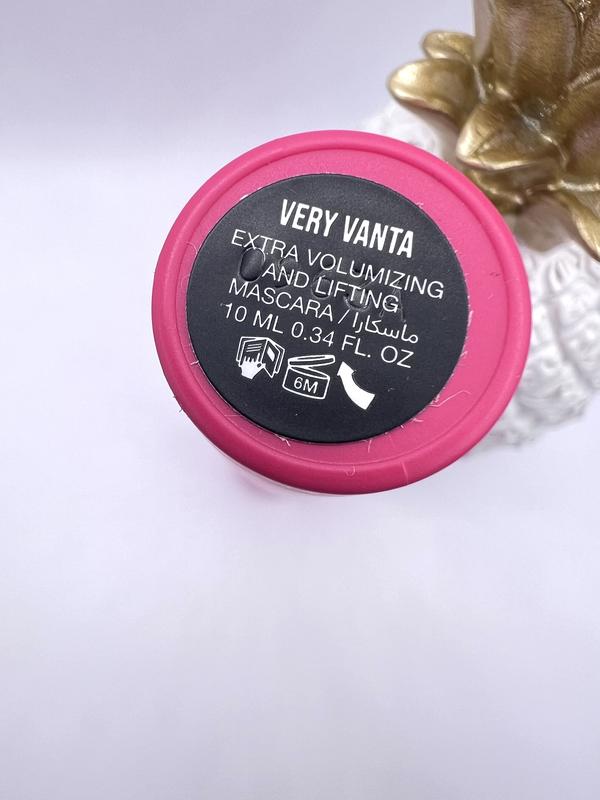 VERY VANTA
EXTRA VOLUMIZING
AND LIFTING
MASCARA / ماسكارا
10 ML 0.34 FL. OZ
6M